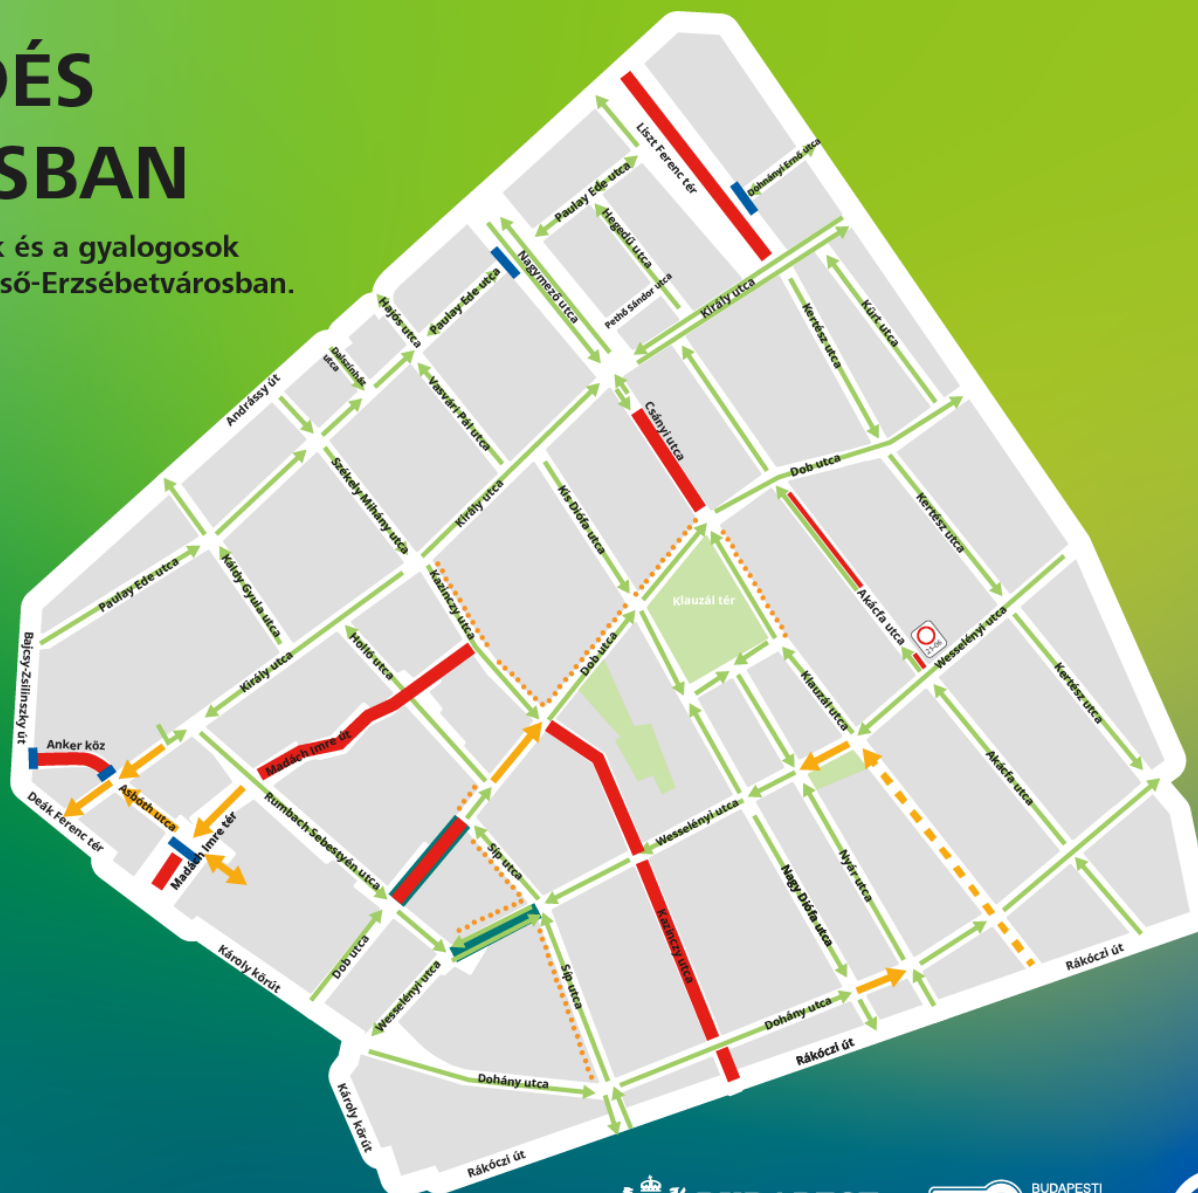 DÉS
SBAN
k és a gyalogosok
ső-Erzsébetvárosban.
Liszt Ferenc tér
Dohnányi Ernő utca
Paulay Ede utca
Hegedű utca
Nagymező utca
Pethő Sándor utca
Király utca
Kertész utca
Kürt utca
Hajós utca
Paulay Ede utca
Dalszínház
utca
Andrássy út
Vasvári Pál utca
Csányi utca
Székely Mihány utca
Király utca
Kis Diófa utca
Dob utca
Kertész utca
Paulay Ede utca
Káldy Gyula utca
Kazinczy utca
Klauzál tér
Akácfa utca
21-06
Wesselényi utca
Bajcsy-Zsilinszky út
Király utca
Holló utca
Dob utca
Klauzál utca
Kertész utca
Anker köz
Madách Imre út
Asbóth utca
Deák Ferenc tér
Madách Imre tér
Rumbach Sebestyén utca
Síp utca
Wesselényi utca
Akácfa utca
Nagy Diófa utca
Nyár utca
Kazinczy utca
Károly körút
Dob utca
Wesselényi utca
Síp utca
Dohány utca
Rákóczi út
Rákóczi út
Dohány utca
Károly körút
Rákóczi út
BUDAPESTI